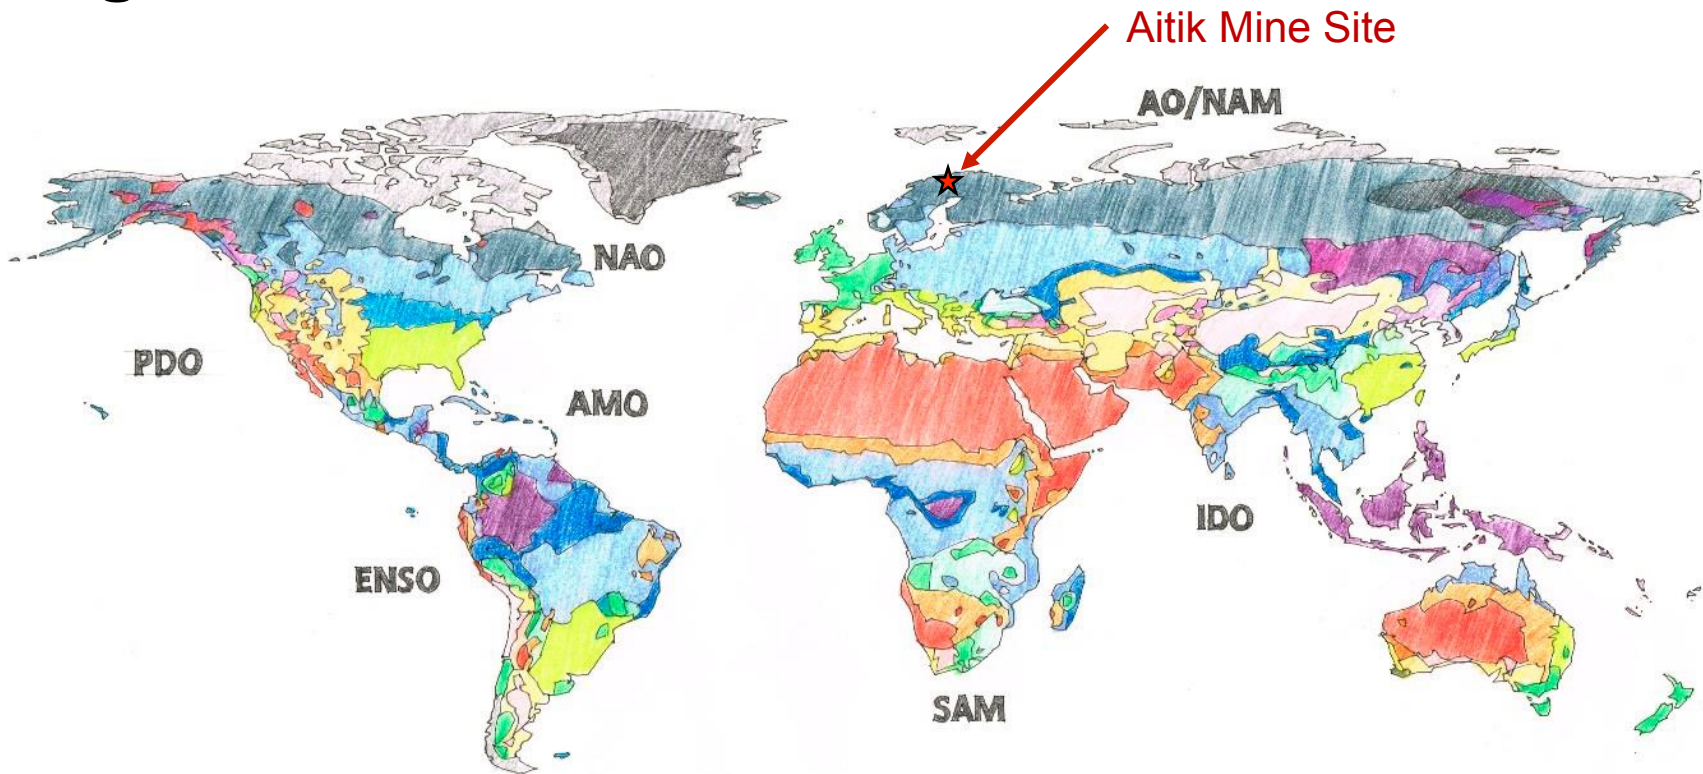 Aitik Mine Site
AO/NAM
NAO
PDO
AMO
IDO
ENSO
SAM